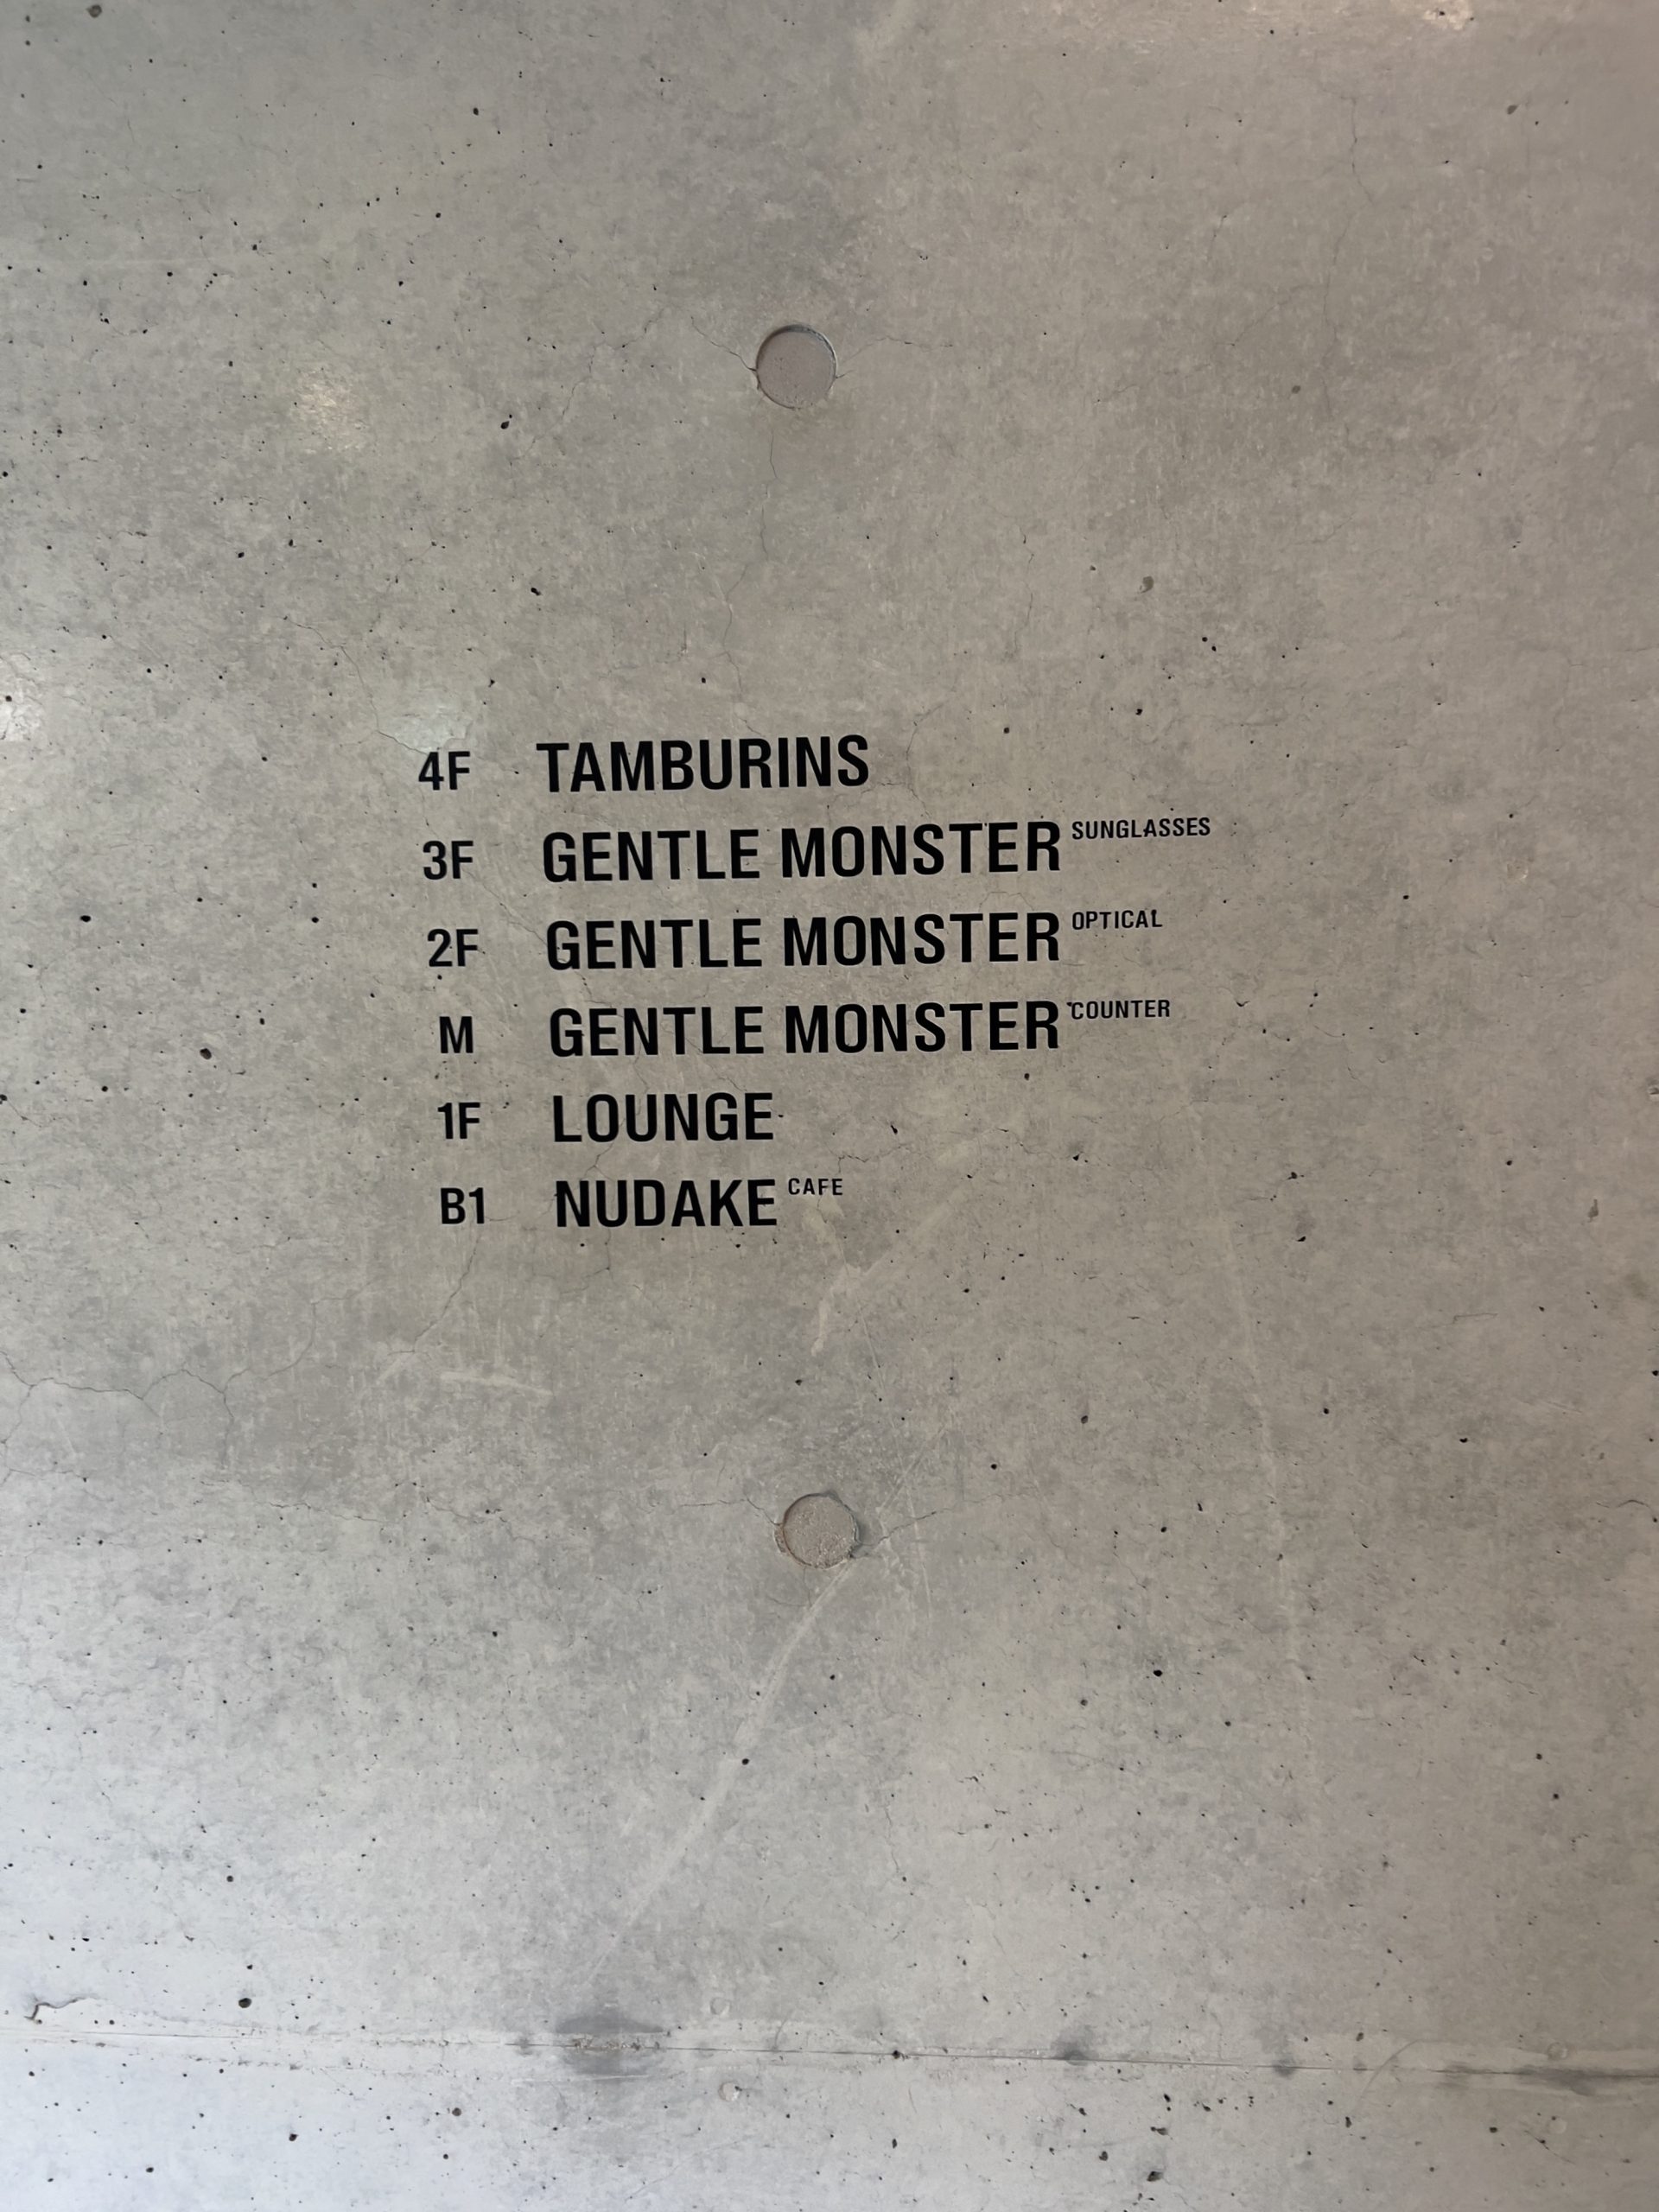 4F TAMBURINS
3F GENTLE MONSTER SUNGLASSES
2F GENTLE MONSTER OPTICAL
M GENTLE MONSTER COUNTER
1F LOUNGE
B1 NUDAKE CAFE